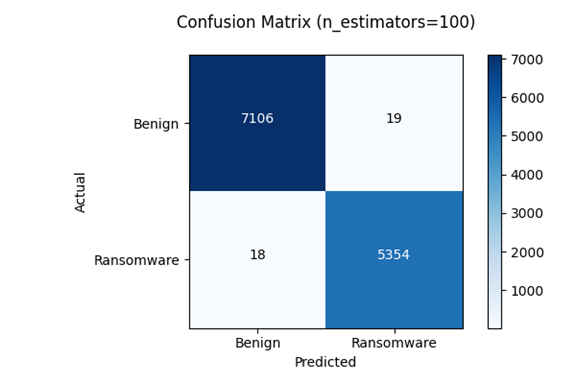 Confusion Matrix (n_estimators=100)
Actual
Benign
7106
19
Ransomware
18
5354
Benign
Ransomware
Predicted
7000
6000
5000
4000
3000
2000
1000